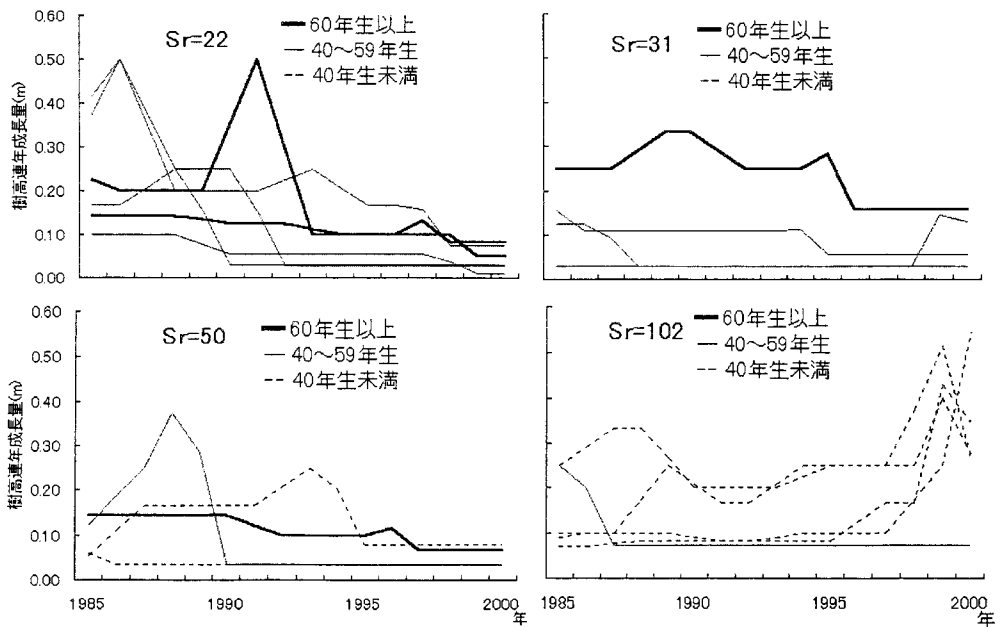 0.60
0.50
0.40
0.30
0.20
0.10
0.00
樹高連年成長量(m)
Sr=22
60年生以上
40～59年生
40年生未満
Sr=31
60年生以上
40～59年生
40年生未満
0.60
0.50
0.40
0.30
0.20
0.10
0.00
樹高連年成長量(m)
Sr=50
60年生以上
40～59年生
40年生未満
1985
1990
1995
2000
年
Sr=102
60年生以上
40～59年生
40年生未満
1985
1990
1995
2000
年